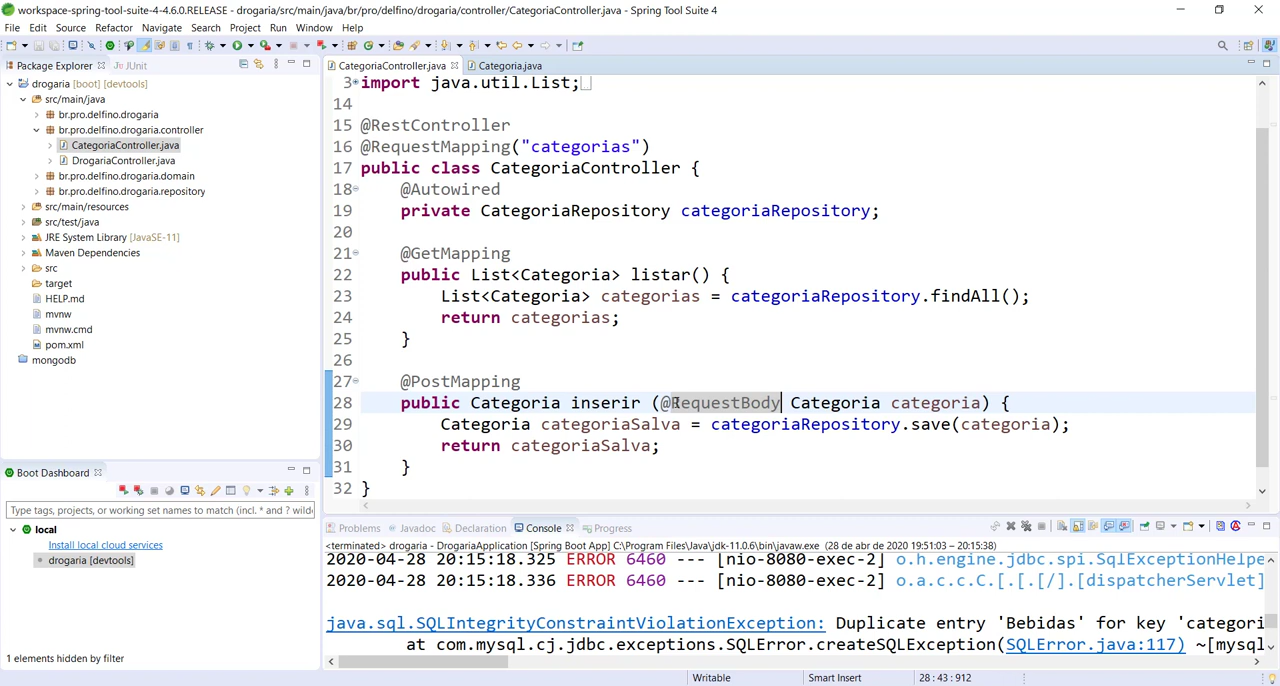 workspace-spring-tool-suite-4-4.6.0.RELEASE - drogaria/src/main/java/br/pro/delfino/drogaria/controller/CategoriaController.java - Spring Tool Suite 4
File Edit Source Refactor Navigate Search Project Run Window Help
Package Explorer JUnit
drogaria [boot] [devtools]
src/main/java
br.pro.delfino.drogaria
br.pro.delfino.drogaria.controller
CategoriaController.java
DrogariaController.java
br.pro.delfino.drogaria.domain
br.pro.delfino.drogaria.repository
src/main/resources
src/test/java
JRE System Library [JavaSE-11]
Maven Dependencies
src
target
HELP.md
mvnw
mvnw.cmd
pom.xml
mongodb
Boot Dashboard
Type tags, projects, or working set names to match (incl. * and ? wild
local
Install local cloud services
drogaria [devtools]
1 elements hidden by filter
CategoriaController.java Categoria.java
3 import java.util.List;
14
15 @RestController
16 @RequestMapping("categorias")
17 public class CategoriaController {
18 @Autowired
19 private CategoriaRepository categoriaRepository;
20
21 @GetMapping
22 public List<Categoria> listar() {
23 List<Categoria> categorias = categoriaRepository.findAll();
24 return categorias;
25 }
26
27 @PostMapping
28 public Categoria inserir (@RequestBody Categoria categoria) {
29 Categoria categoriaSalva = categoriaRepository.save(categoria);
30 return categoriaSalva;
31 }
32 }
Problems Javadoc Declaration Console Progress
<terminated> drogaria - DrogariaApplication [Spring Boot App] C:\Program Files\Java\jdk-11.0.6\bin\javaw.exe (28 de abr de 2020 19:51:03 – 20:15:38)
2020-04-28 20:15:18.325 ERROR 6460 --- [nio-8080-exec-2] o.h.engine.jdbc.spi.SqlExceptionHelpe
2020-04-28 20:15:18.336 ERROR 6460 --- [nio-8080-exec-2] o.a.c.c.C.[.[.[/].[dispatcherServlet]
java.sql.SQLIntegrityConstraintViolationException: Duplicate entry 'Bebidas' for key 'categori
at com.mysql.cj.jdbc.exceptions.SQLError.createSQLException(SQLError.java:117) ~[mysql
Writable Smart Insert 28 : 43 : 912